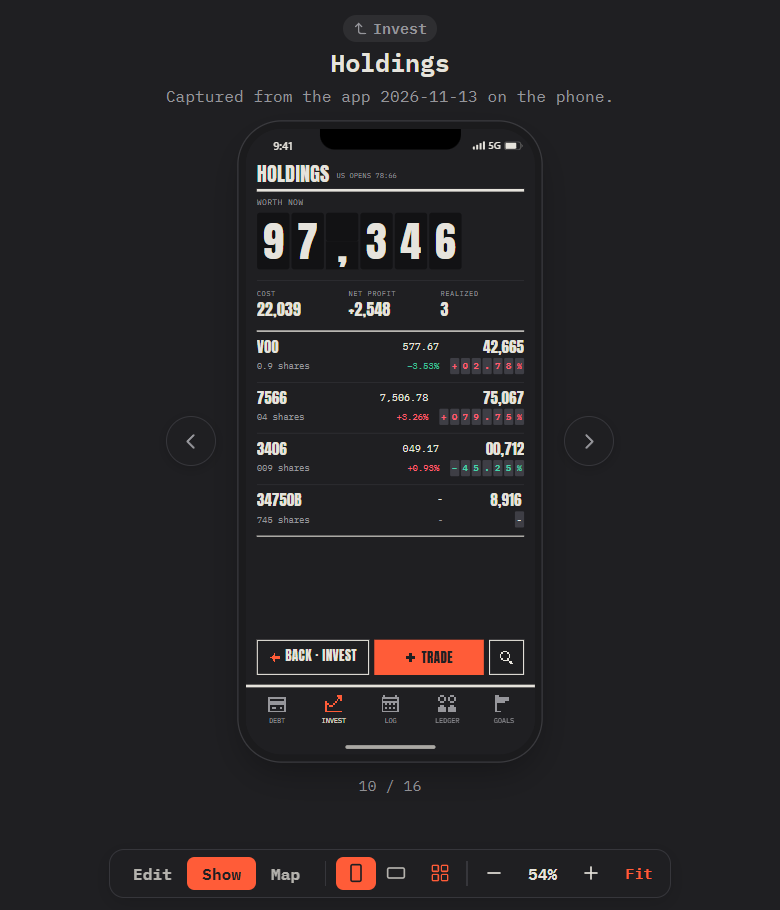 Invest
Holdings
Captured from the app 2026-11-13 on the phone.
9:41 5G
HOLDINGS US OPENS 78:66
WORTH NOW
97,346
COST NET PROFIT REALIZED
22,039 +2,548 3
VOO 577.67 42,665
0.9 shares -3.53% +02.78%
7566 7,506.78 75,067
04 shares +3.26% +079.75%
3406 049.17 00,712
009 shares +0.93% -45.25%
34750B - 8,916
745 shares - -
BACK · INVEST + TRADE
DEBT INVEST LOG LEDGER GOALS
10 / 16
Edit Show Map − 54% + Fit